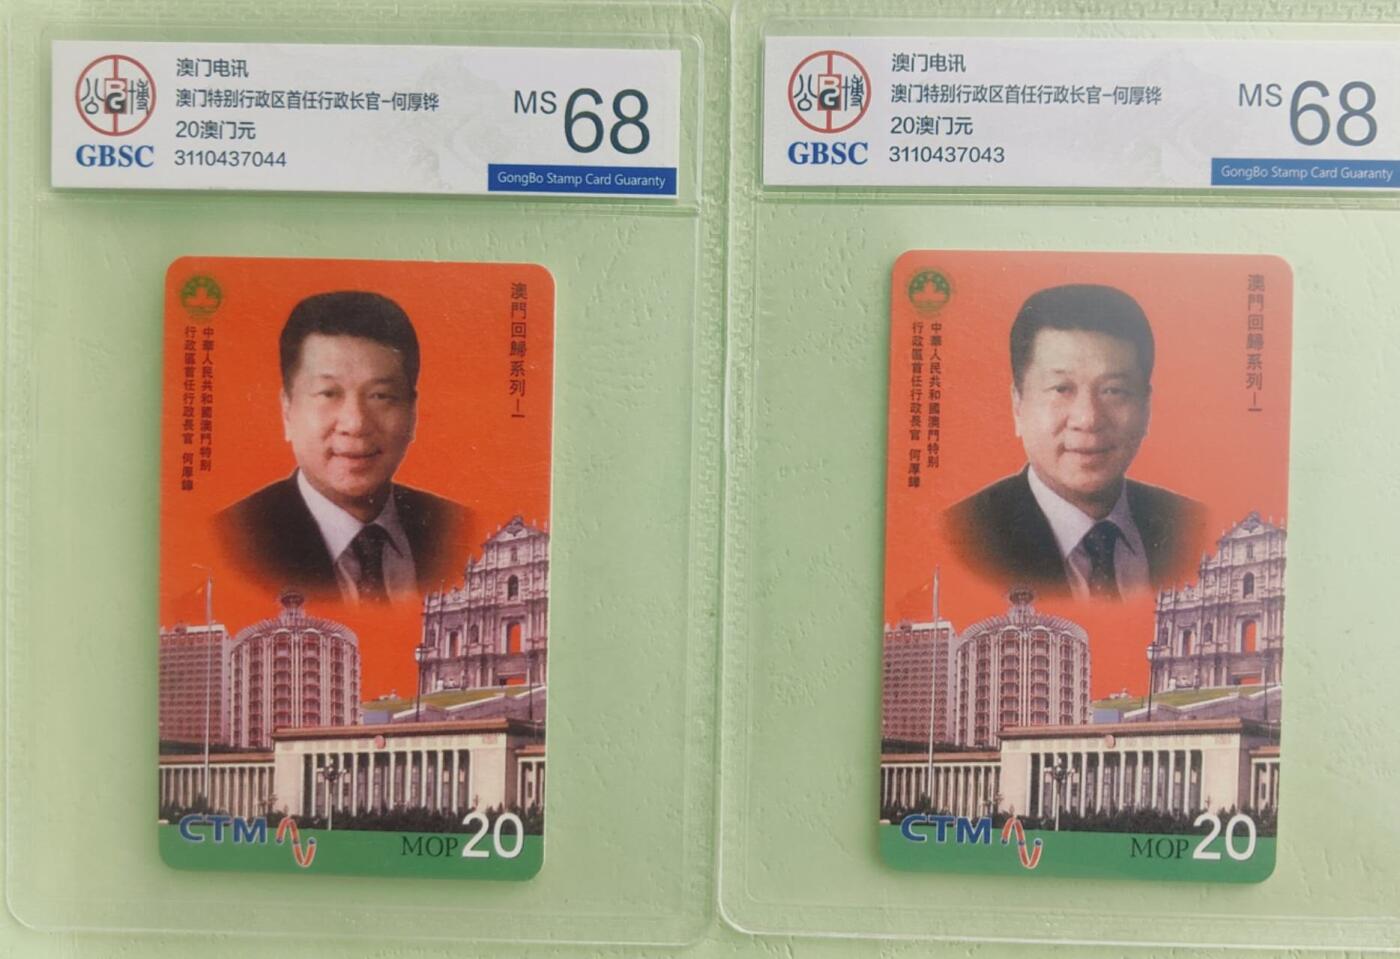 公博
BG
GBSC
澳门电讯
澳门特别行政区首任行政长官-何厚铧
20澳门元
3110437044
MS 68
GongBo Stamp Card Guaranty
澳門回歸系列—一
中華人民共和國澳門特別
行政區首任行政長官 何厚鏵
CTM
MOP20
公博
BG
GBSC
澳门电讯
澳门特别行政区首任行政长官-何厚铧
20澳门元
3110437043
MS 68
GongBo Stamp Card Guaranty
澳門回歸系列—一
中華人民共和國澳門特別
行政區首任行政長官 何厚鏵
CTM
MOP20